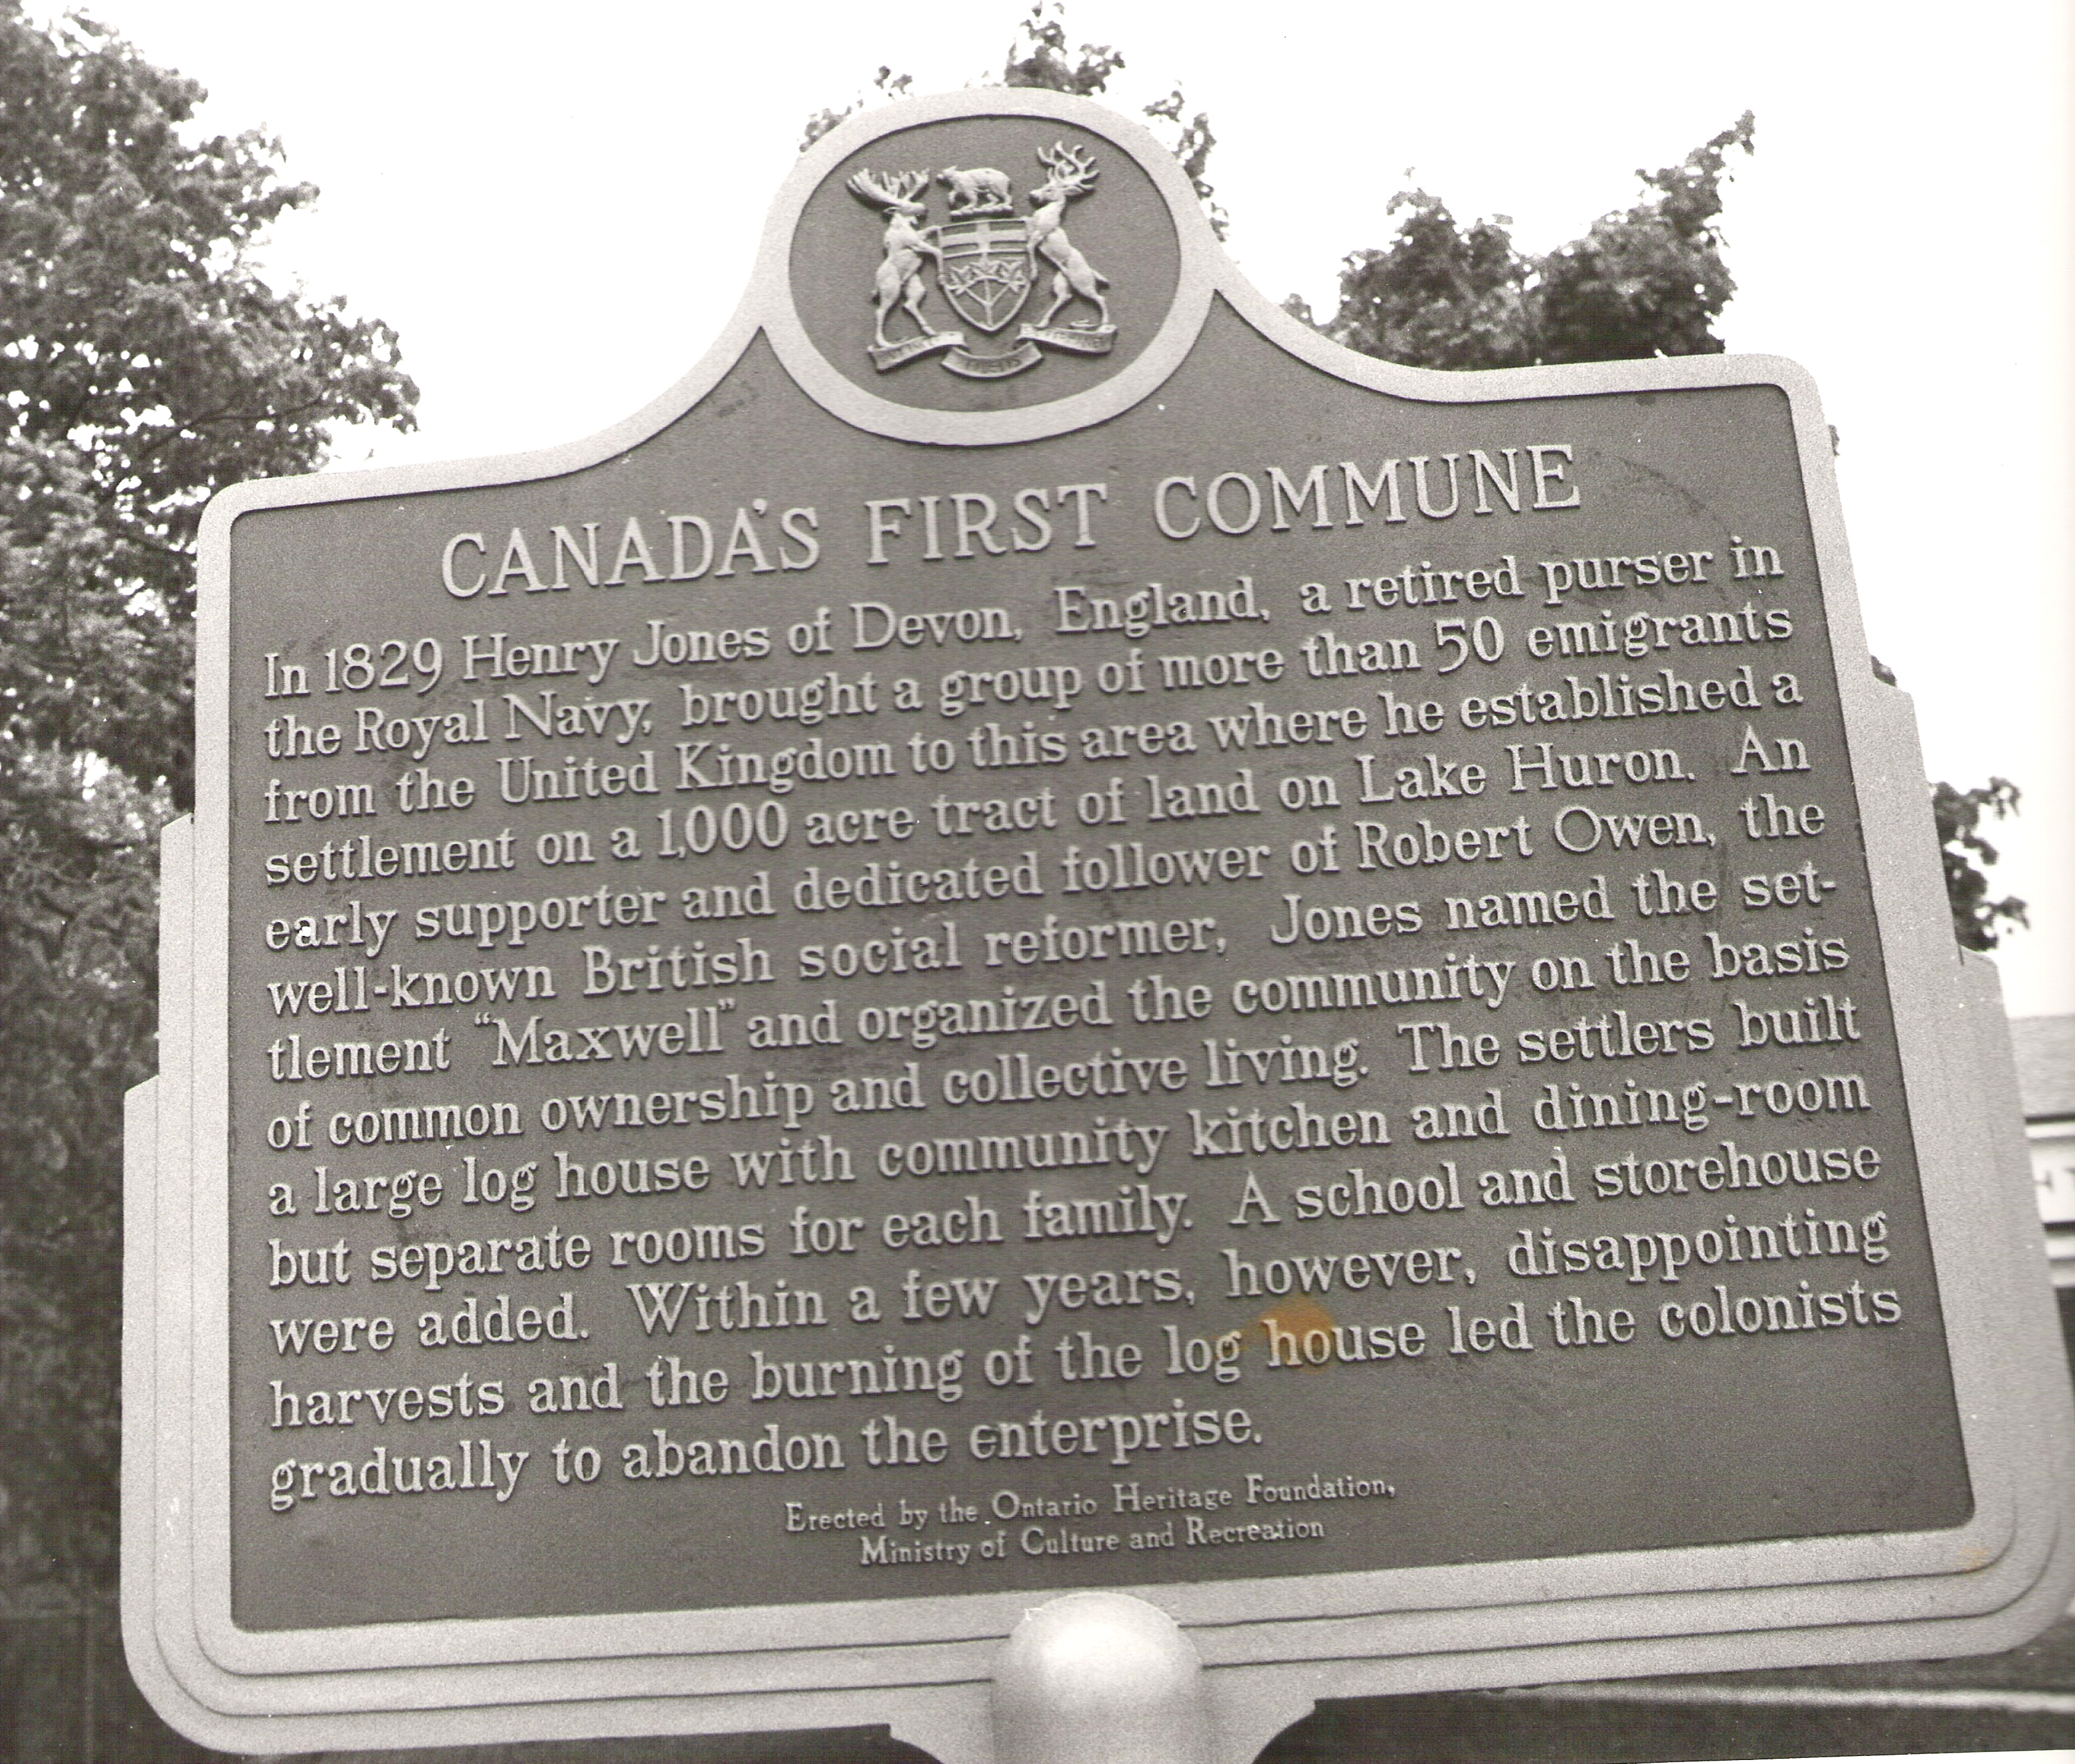 CANADA'S FIRST COMMUNE
In 1829 Henry Jones of Devon, England, a retired purser in
the Royal Navy, brought a group of more than 50 emigrants
from the United Kingdom to this area where he established a
settlement on a 1,000 acre tract of land on Lake Huron. An
early supporter and dedicated follower of Robert Owen, the
well-known British social reformer, Jones named the set-
tlement "Maxwell" and organized the community on the basis
of common ownership and collective living. The settlers built
a large log house with community kitchen and dining-room
but separate rooms for each family. A school and storehouse
were added. Within a few years, however, disappointing
harvests and the burning of the log house led the colonists
gradually to abandon the enterprise.
Erected by the Ontario Heritage Foundation,
Ministry of Culture and Recreation